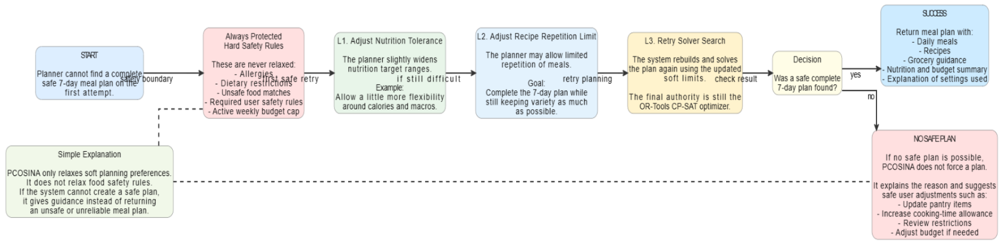 START
Planner cannot find a complete
safe 7-day meal plan on the
first attempt.
safety boundary
Always Protected
Hard Safety Rules
These are never relaxed:
- Allergies
- Dietary restrictions
- Unsafe food matches
- Required user safety rules
- Active weekly budget cap
first safe retry
L1. Adjust Nutrition Tolerance
The planner slightly widens
nutrition target ranges.
Example:
Allow a little more flexibility
around calories and macros.
if still difficult
L2. Adjust Recipe Repetition Limit
The planner may allow limited
repetition of meals.
Goal:
Complete the 7-day plan while
still keeping variety as much
as possible.
retry planning
L3. Retry Solver Search
The system rebuilds and solves
the plan again using the updated
soft limits.
The final authority is still the
OR-Tools CP-SAT optimizer.
check result
Decision
Was a safe complete
7-day plan found?
yes
no
SUCCESS
Return meal plan with:
- Daily meals
- Recipes
- Grocery guidance
- Nutrition and budget summary
- Explanation of settings used
NO SAFE PLAN
If no safe plan is possible,
PCOSINA does not force a plan.
It explains the reason and suggests
safe user adjustments such as:
- Update pantry items
- Increase cooking-time allowance
- Review restrictions
- Adjust budget if needed
Simple Explanation
PCOSINA only relaxes soft planning preferences.
It does not relax food safety rules.
If the system cannot create a safe plan,
it gives guidance instead of returning
an unsafe or unreliable meal plan.